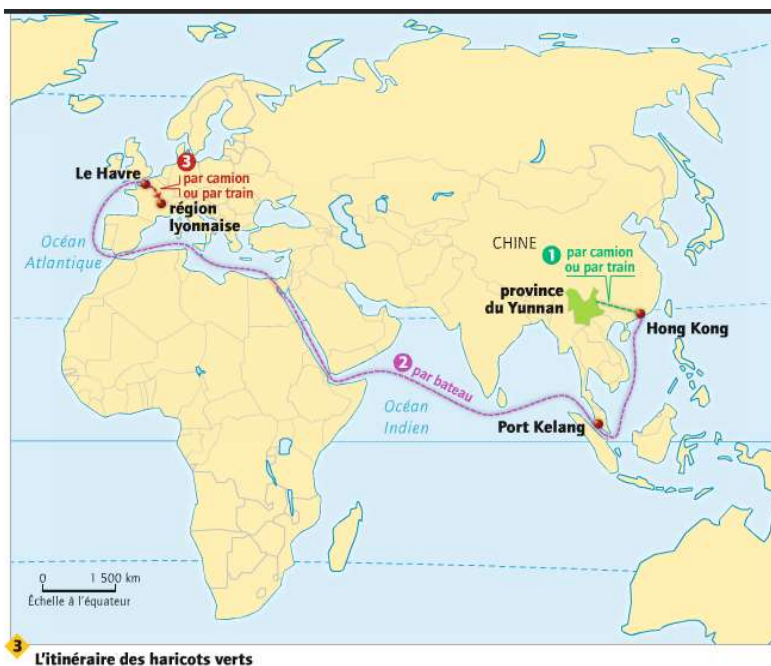 Le Havre
3
par camion
ou par train
région
lyonnaise
Océan
Atlantique
CHINE
1
par camion
ou par train
province
du Yunnan
Hong Kong
2
par bateau
Océan
Indien
Port Kelang
0 1 500 km
Échelle à l'équateur
3
L'itinéraire des haricots verts